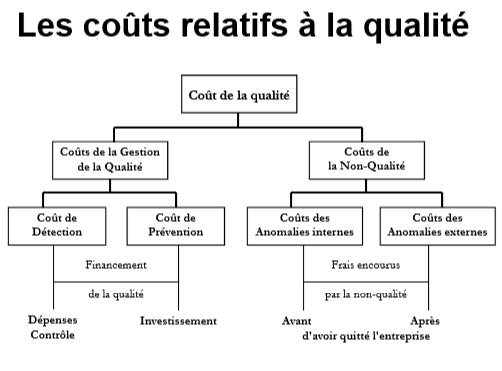 Les coûts relatifs à la qualité
Coût de la qualité
Coûts de la Gestion
de la Qualité
Coûts de
la Non-Qualité
Coût de
Détection
Coût de
Prévention
Coûts des
Anomalies internes
Coûts des
Anomalies externes
Financement
de la qualité
Frais encourus
par la non-qualité
Dépenses
Contrôle
Investissement
Avant
Après
d'avoir quitté l'entreprise